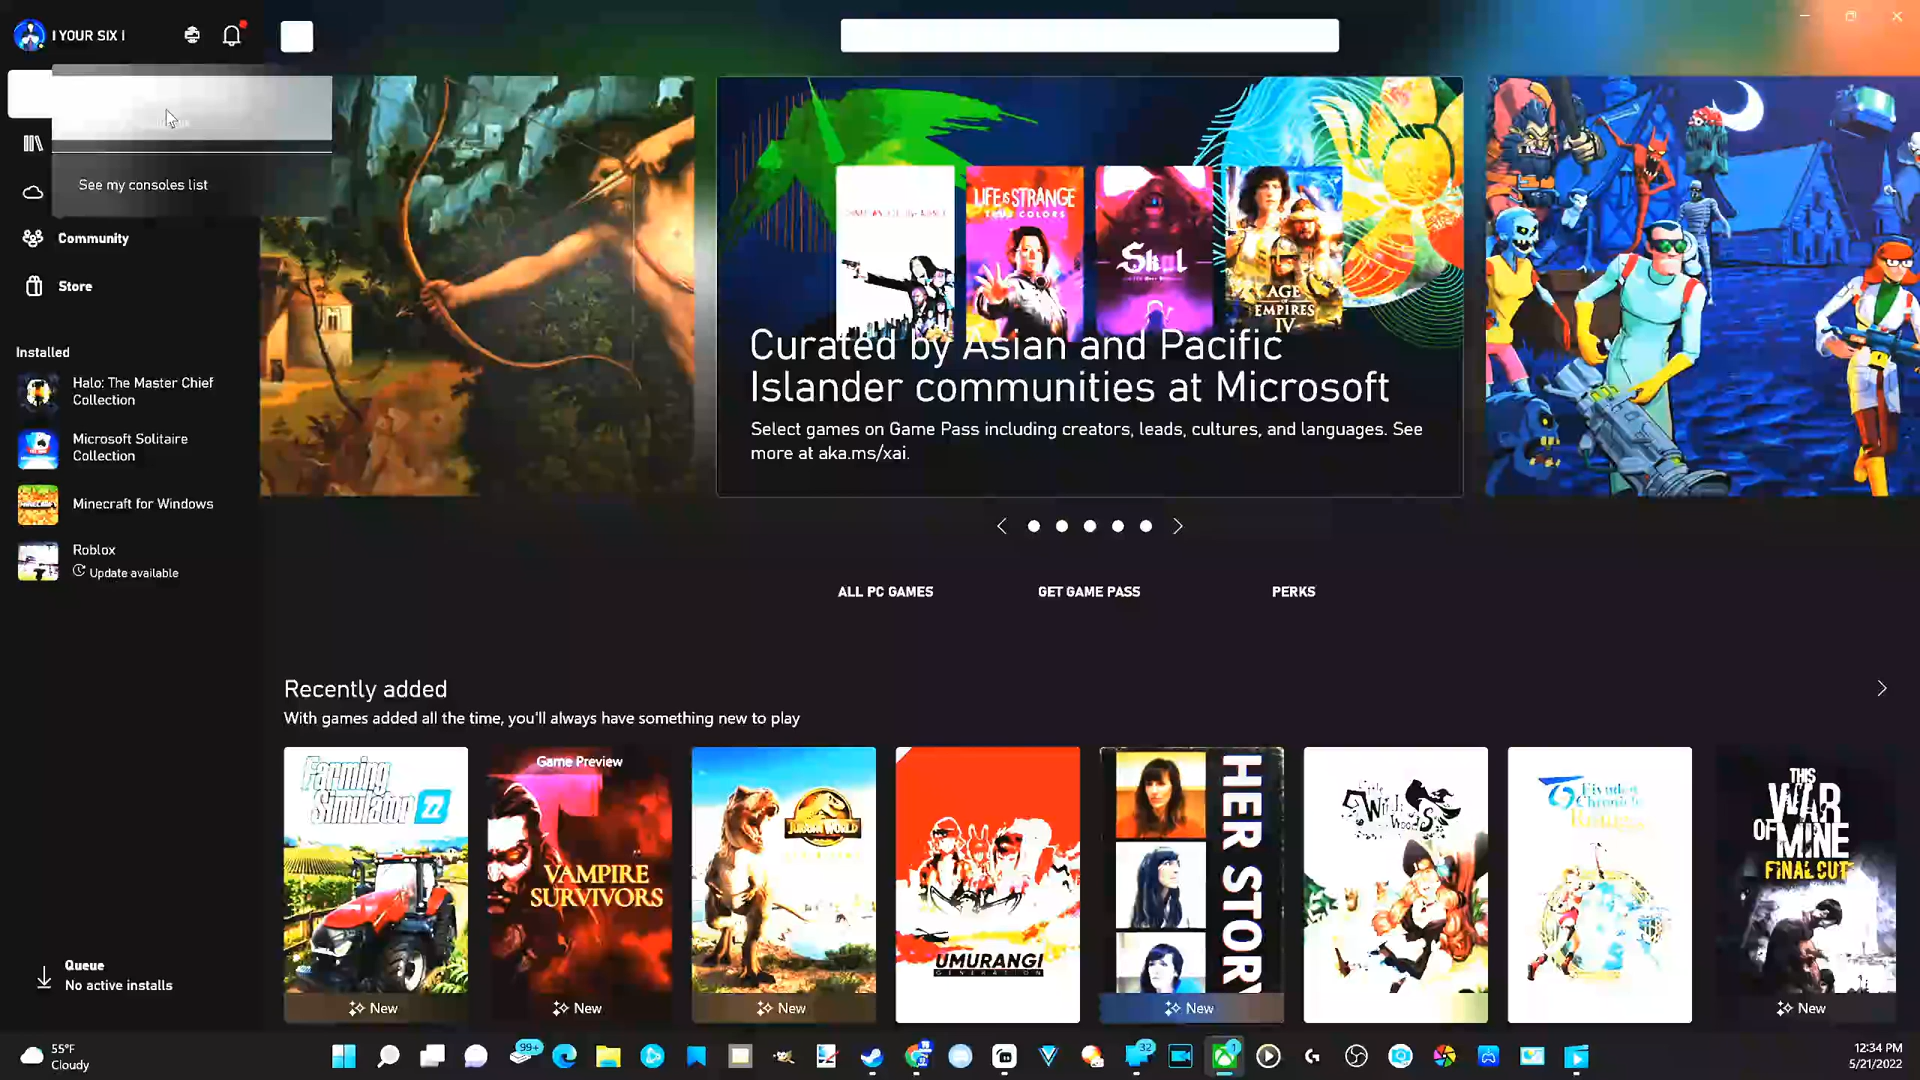 I YOUR SIX I
See my consoles list
Community
Store
Installed
Halo: The Master Chief
Collection
Microsoft Solitaire
Collection
Minecraft for Windows
Roblox
Update available
Queue
No active installs
LIFE IS STRANGE
TRUE COLORS
Skul
AGE
OF
EMPIRES
IV
Curated by Asian and Pacific
Islander communities at Microsoft
Select games on Game Pass including creators, leads, cultures, and languages. See
more at aka.ms/xai.
ALL PC GAMES
GET GAME PASS
PERKS
Recently added
With games added all the time, you'll always have something new to play
Farming
Simulator 22
New
Game Preview
VAMPIRE
SURVIVORS
New
JURASSIC WORLD
New
UMURANGI
GENERATION
HER STORY
New
THIS
WAR
OF MINE
FINAL CUT
New
55°F
Cloudy
99+
32
1
12:34 PM
5/21/2022